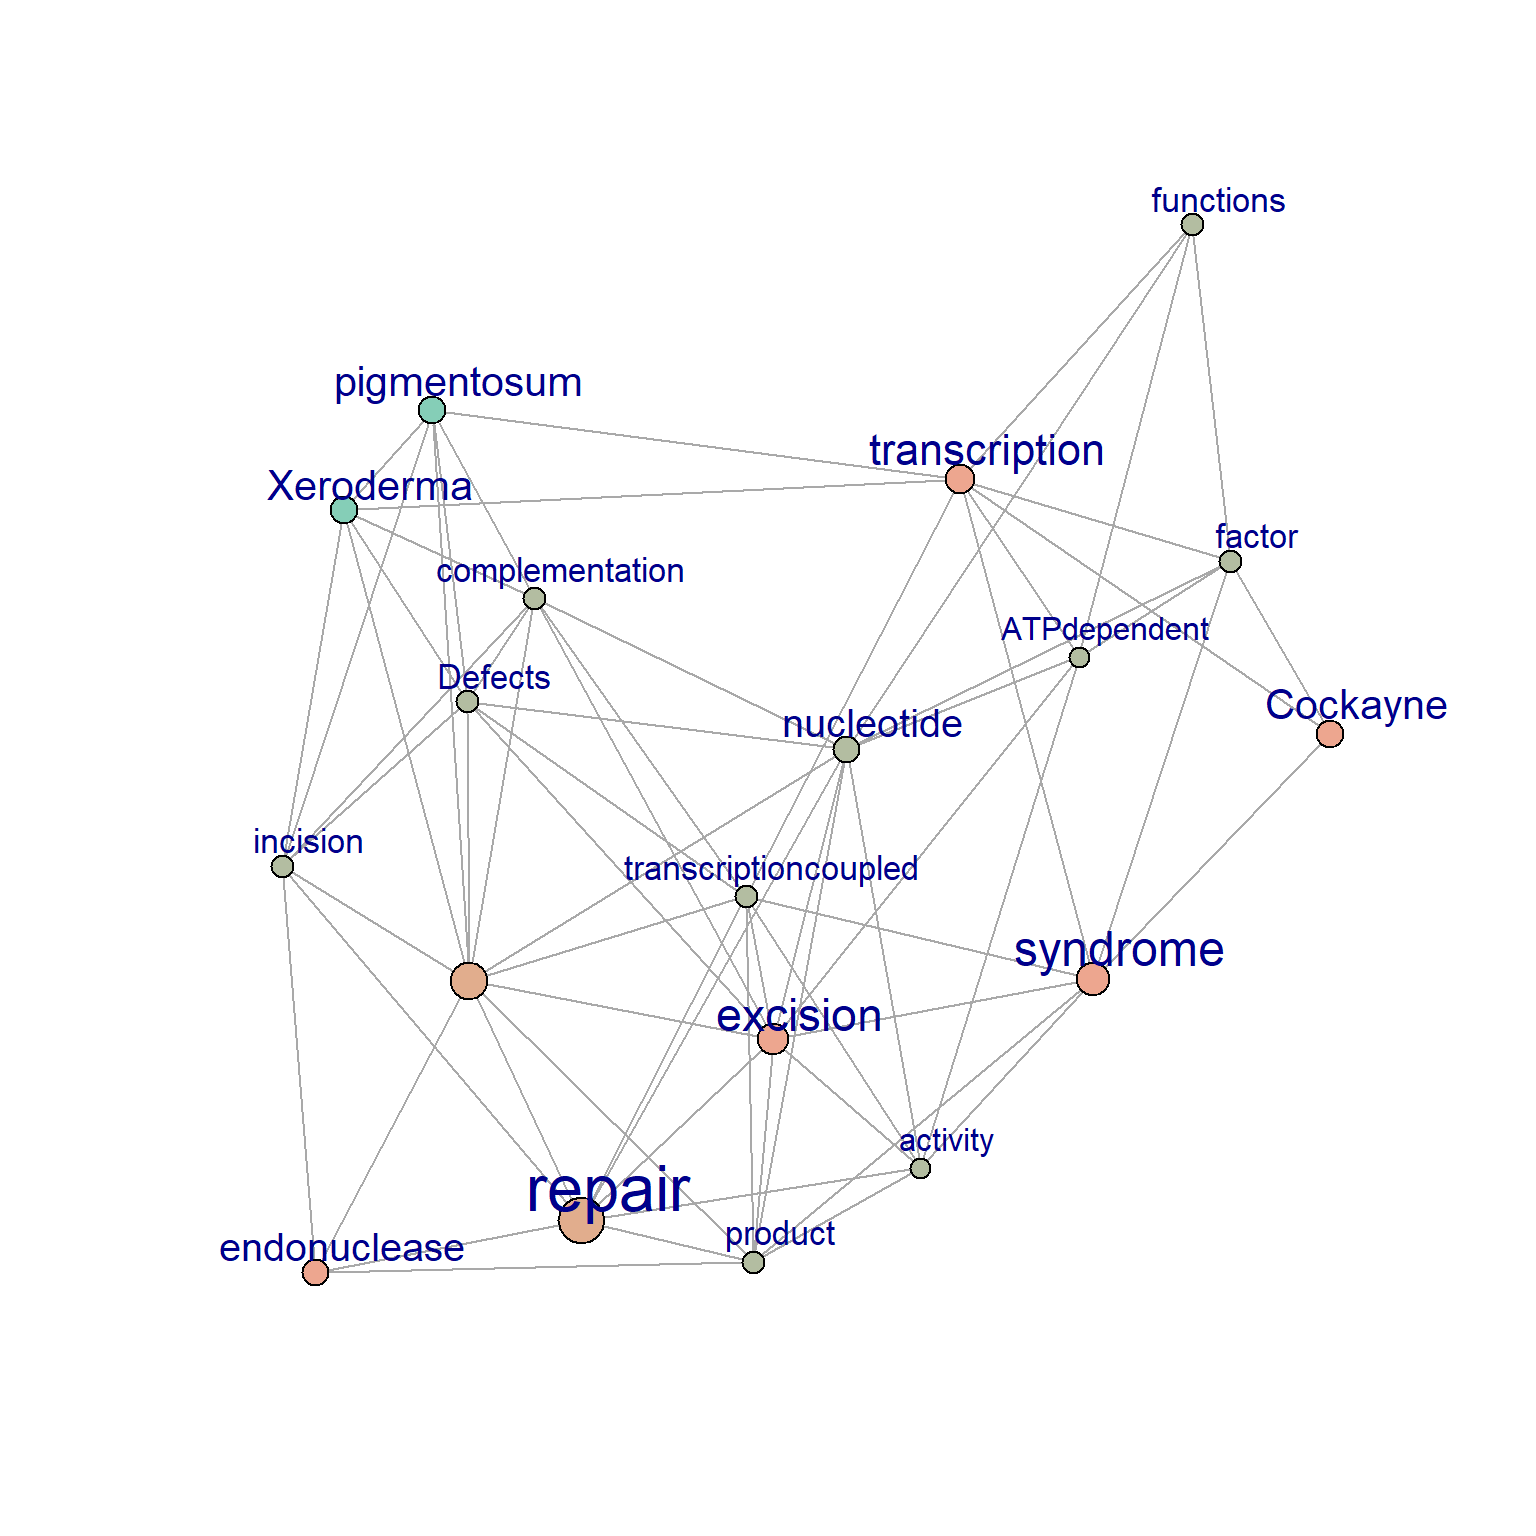 functions
pigmentosum
transcription
Xeroderma
factor
complementation
ATPdependent
Defects
Cockayne
nucleotide
incision
transcriptioncoupled
syndrome
excision
activity
repair
product
endonuclease